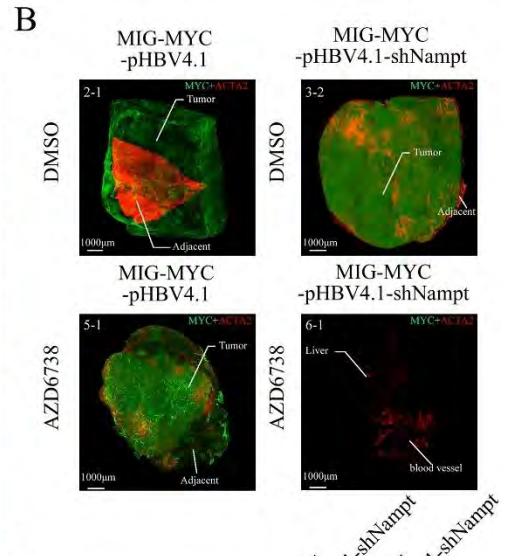 B
MIG-MYC
-pHBV4.1
MIG-MYC
-pHBV4.1-shNampt
DMSO
2-1
MYC+ACTA2
Tumor
Adjacent
1000μm
DMSO
3-2
MYC+ACTA2
Tumor
Adjacent
1000μm
MIG-MYC
-pHBV4.1
MIG-MYC
-pHBV4.1-shNampt
AZD6738
5-1
MYC+ACTA2
Tumor
Adjacent
1000μm
AZD6738
6-1
MYC+ACTA2
Liver
blood vessel
1000μm
-shNampt
-shNampt